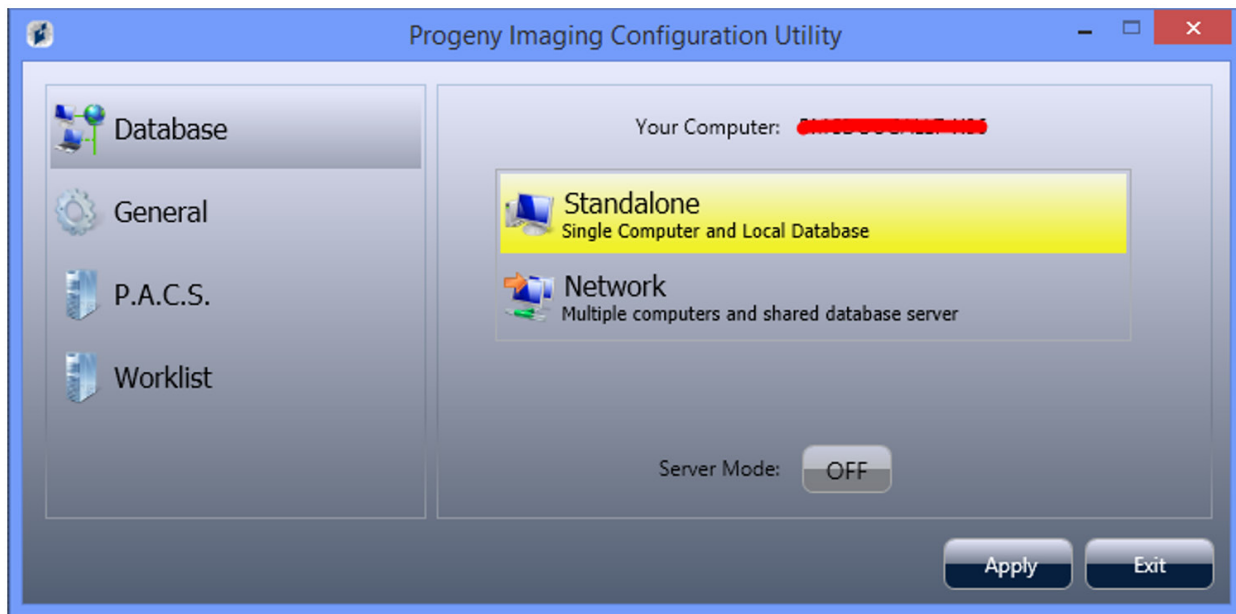 Progeny Imaging Configuration Utility
Database
General
P.A.C.S.
Worklist
Your Computer:
Standalone
Single Computer and Local Database
Network
Multiple computers and shared database server
Server Mode: OFF
Apply Exit